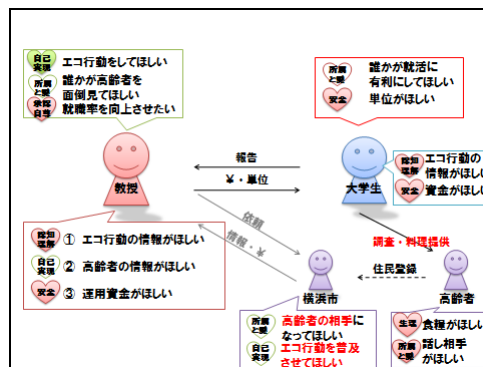 自己
実現
エコ行動をしてほしい
所属
と愛
誰かが高齢者を
面倒見てほしい
承認
自尊
就職率を向上させたい
所属
と愛
誰かが就活に
有利にしてほしい
安全
単位がほしい
報告
¥・単位
教授
大学生
認知
理解
エコ行動の
情報がほしい
安全
資金がほしい
依頼
情報・¥
調査・料理提供
住民登録
横浜市
高齢者
認知
理解
① エコ行動の情報がほしい
自己
実現
② 高齢者の情報がほしい
安全
③ 運用資金がほしい
所属
と愛
高齢者の相手に
なってほしい
自己
実現
エコ行動を普及
させてほしい
生理
食糧がほしい
所属
と愛
話し相手
がほしい